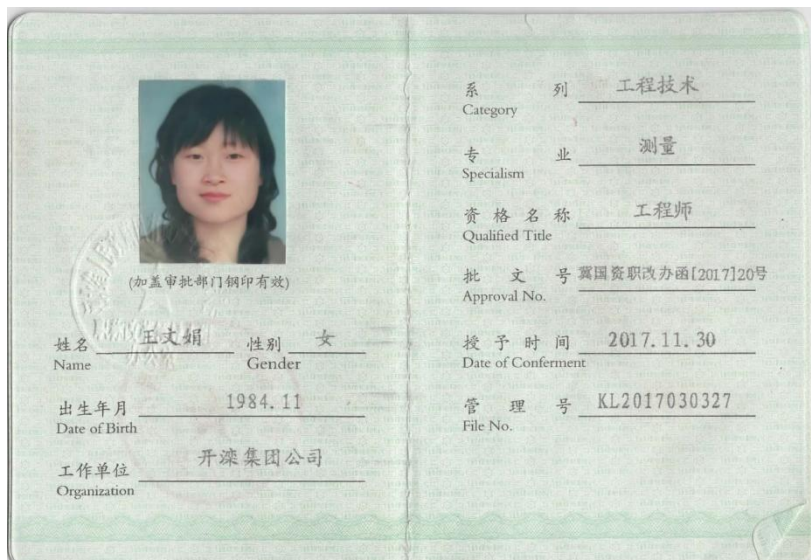 (加盖审批部门钢印有效)
姓名 王文娟 性别 女
Name Gender
出生年月 1984.11
Date of Birth
工作单位 开滦集团公司
Organization
系 列 工程技术
Category
专 业 测量
Specialism
资格名称 工程师
Qualified Title
批 文 号 冀国资职改办函[2017]20号
Approval No.
授予时间 2017.11.30
Date of Conferment
管 理 号 KL2017030327
File No.